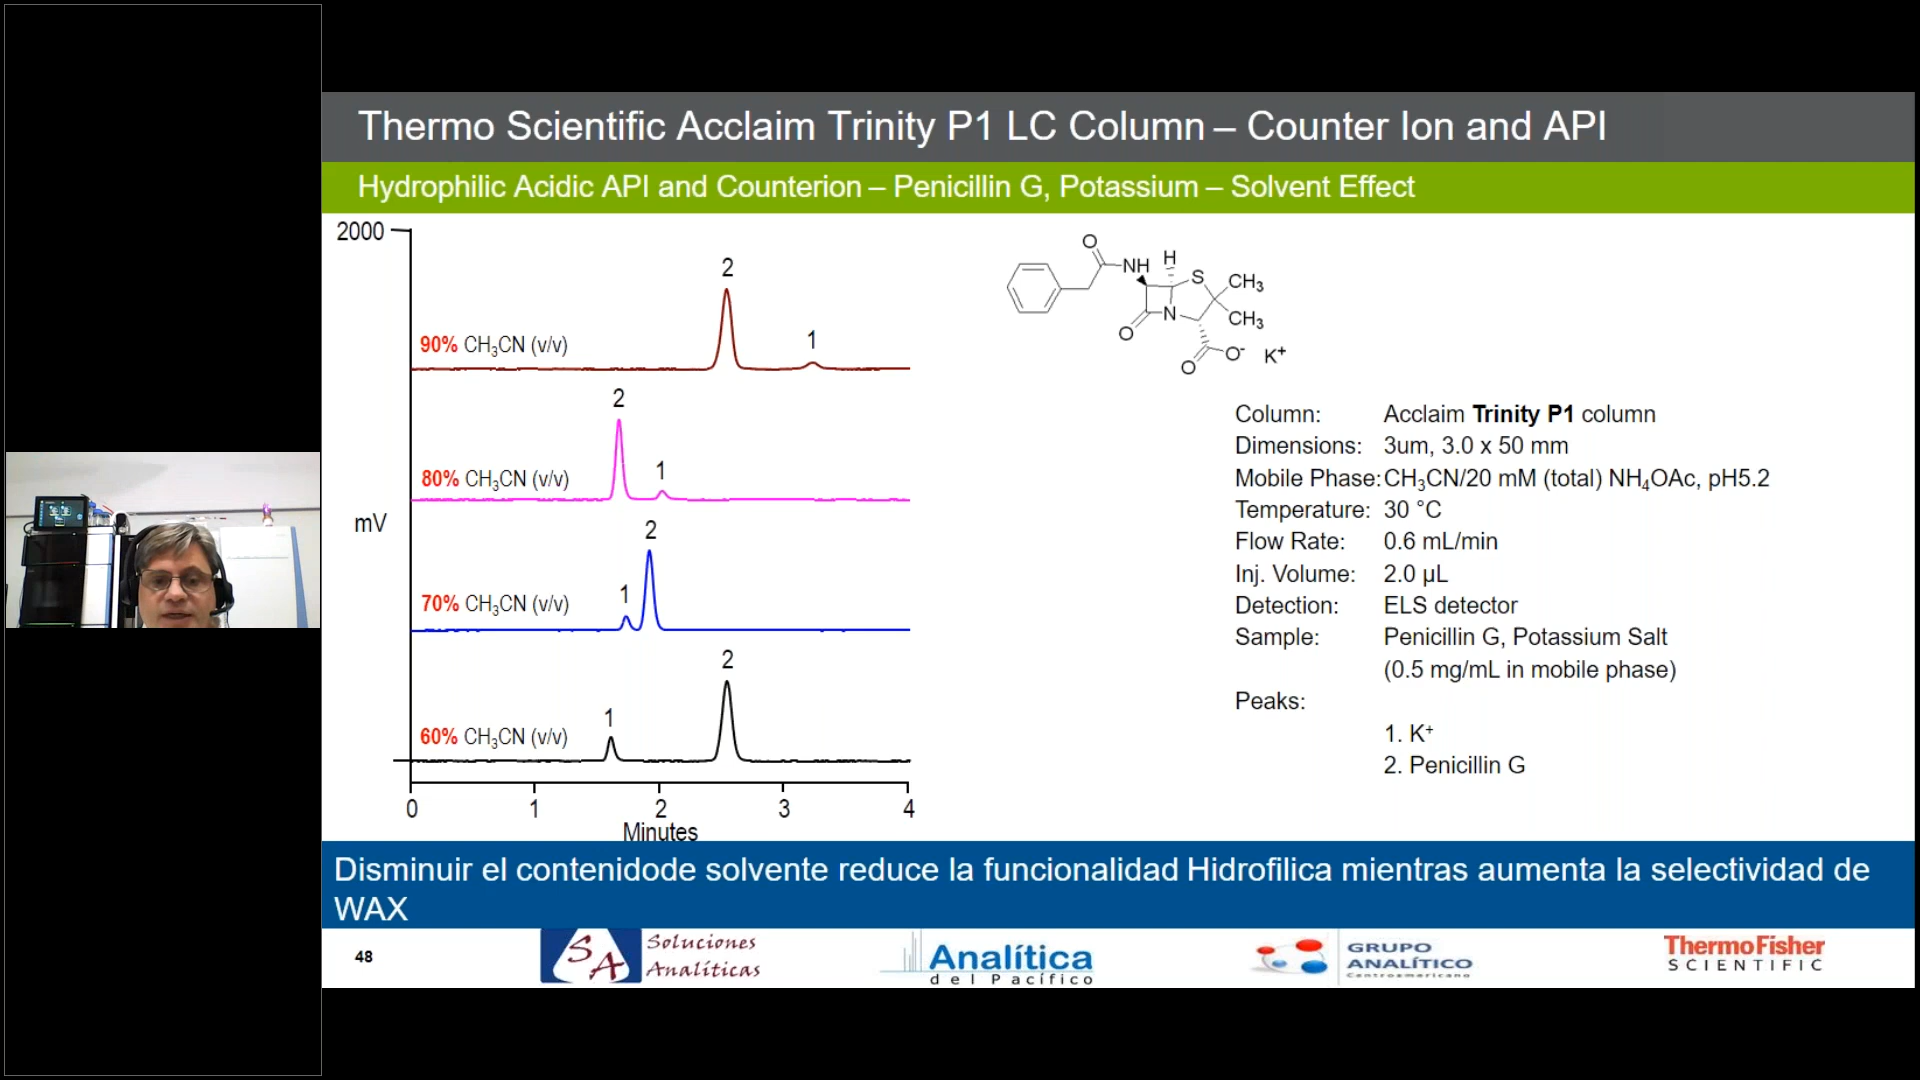 Thermo Scientific Acclaim Trinity P1 LC Column – Counter Ion and API
Hydrophilic Acidic API and Counterion – Penicillin G, Potassium – Solvent Effect
2000
2
90% CH₃CN (v/v)
1
2
80% CH₃CN (v/v)
1
mV
2
70% CH₃CN (v/v)
1
2
60% CH₃CN (v/v)
1
0 1 2 3 4
Minutes
O
NH
H
S
CH₃
CH₃
N
O
O⁻
K⁺
O
Column: Acclaim Trinity P1 column
Dimensions: 3um, 3.0 x 50 mm
Mobile Phase: CH₃CN/20 mM (total) NH₄OAc, pH5.2
Temperature: 30 °C
Flow Rate: 0.6 mL/min
Inj. Volume: 2.0 µL
Detection: ELS detector
Sample: Penicillin G, Potassium Salt
(0.5 mg/mL in mobile phase)
Peaks:
1. K⁺
2. Penicillin G
Disminuir el contenidode solvente reduce la funcionalidad Hidrofilica mientras aumenta la selectividad de
WAX
48
SA
Soluciones
Analíticas
Analítica
del Pacífico
GRUPO
ANALÍTICO
Centroamericano
ThermoFisher
SCIENTIFIC